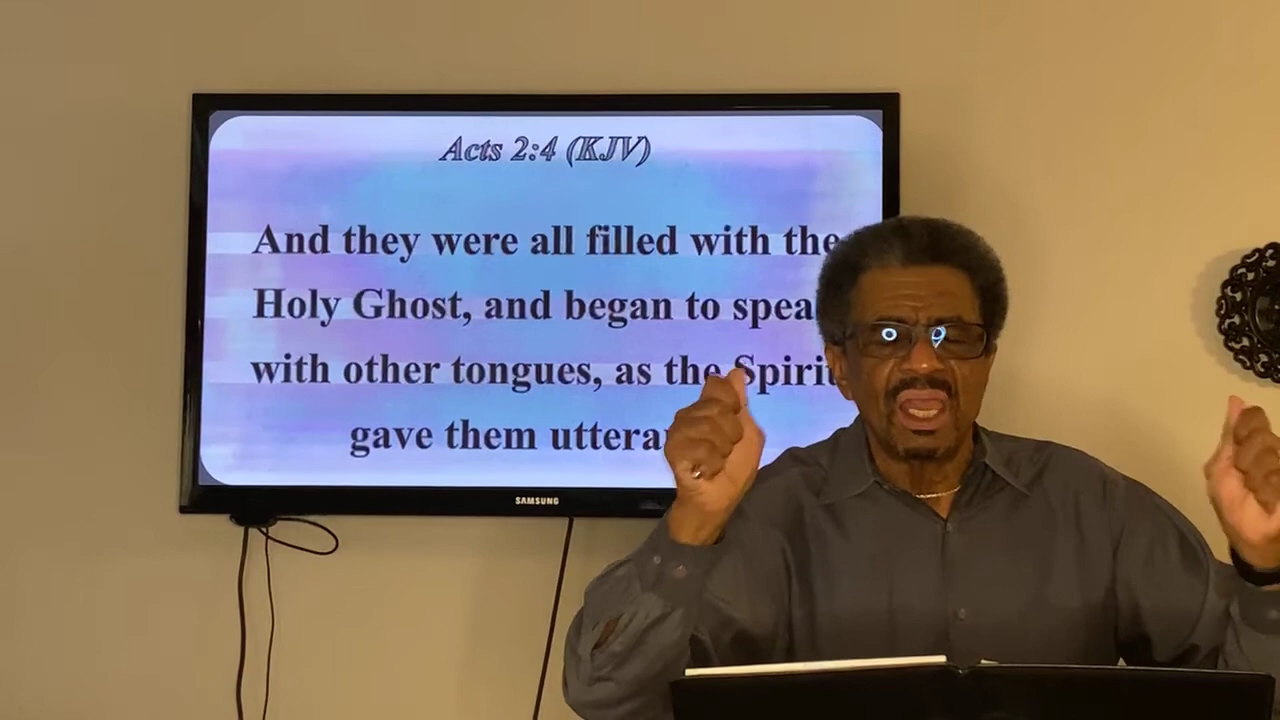 Acts 2:4 (KJV)
And they were all filled with the
Holy Ghost, and began to spea
with other tongues, as the Spirit
gave them uttera
SAMSUNG